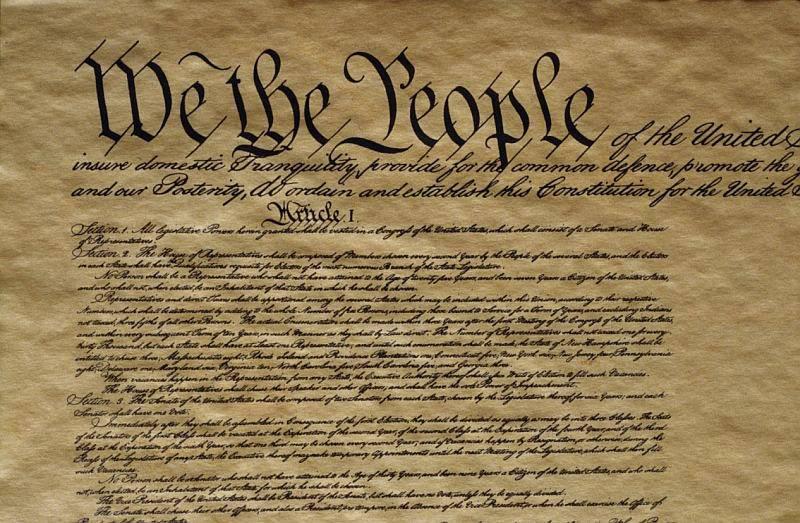 We the People of the United
insure domestic Tranquility, provide for the common defence, promote the
and our Posterity, do ordain and establish this Constitution for the United
Article. I.
Section. 1. All legislative Powers herein granted shall be vested in a Congress of the United States, which shall consist of a Senate and House
of Representatives.
Section. 2. The House of Representatives shall be composed of Members chosen every second Year by the People of the several States, and the Electors
in each State shall have the Qualifications requisite for Electors of the most numerous Branch of the State Legislature.
No Person shall be a Representative who shall not have attained to the Age of twenty five Years, and been seven Years a Citizen of the United States,
and who shall not, when elected, be an Inhabitant of that State in which he shall be chosen.
Representatives and direct Taxes shall be apportioned among the several States which may be included within this Union, according to their respective
Numbers, which shall be determined by adding to the whole Number of free Persons, including those bound to Service for a Term of Years, and excluding Indians
not taxed, three fifths of all other Persons. The actual Enumeration shall be made within three Years after the first Meeting of the Congress of the United States,
and within every subsequent Term of ten Years, in such Manner as they shall by Law direct. The Number of Representatives shall not exceed one for every
thirty Thousand, but each State shall have at Least one Representative; and until such enumeration shall be made, the State of New Hampshire shall be
entitled to chuse three, Massachusetts eight, Rhode Island and Providence Plantations one, Connecticut five, New York six, New Jersey four, Pennsylvania
eight, Delaware one, Maryland six, Virginia ten, North Carolina five, South Carolina five, and Georgia three.
When vacancies happen in the Representation from any State, the Executive Authority thereof shall issue Writs of Election to fill such Vacancies.
The House of Representatives shall chuse their Speaker and other Officers; and shall have the sole Power of Impeachment.
Section. 3. The Senate of the United States shall be composed of two Senators from each State, chosen by the Legislature thereof, for six Years; and each
Senator shall have one Vote.
Immediately after they shall be assembled in Consequence of the first Election, they shall be divided as equally as may be into three Classes. The Seats
of the Senators of the first Class shall be vacated at the Expiration of the second Year, of the second Class at the Expiration of the fourth Year, and of the third
Class at the Expiration of the sixth Year, so that one third may be chosen every second Year; and if Vacancies happen by Resignation, or otherwise, during the
Recess of the Legislature of any State, the Executive thereof may make temporary Appointments until the next Meeting of the Legislature, which shall then fill
such Vacancies.
No Person shall be a Senator who shall not have attained to the Age of thirty Years, and been nine Years a Citizen of the United States, and who shall
not, when elected, be an Inhabitant of that State for which he shall be chosen.
The Vice President of the United States shall be President of the Senate, but shall have no Vote, unless they be equally divided.
The Senate shall chuse their other Officers, and also a President pro tempore, in the Absence of the Vice President, or when he shall exercise the Office of